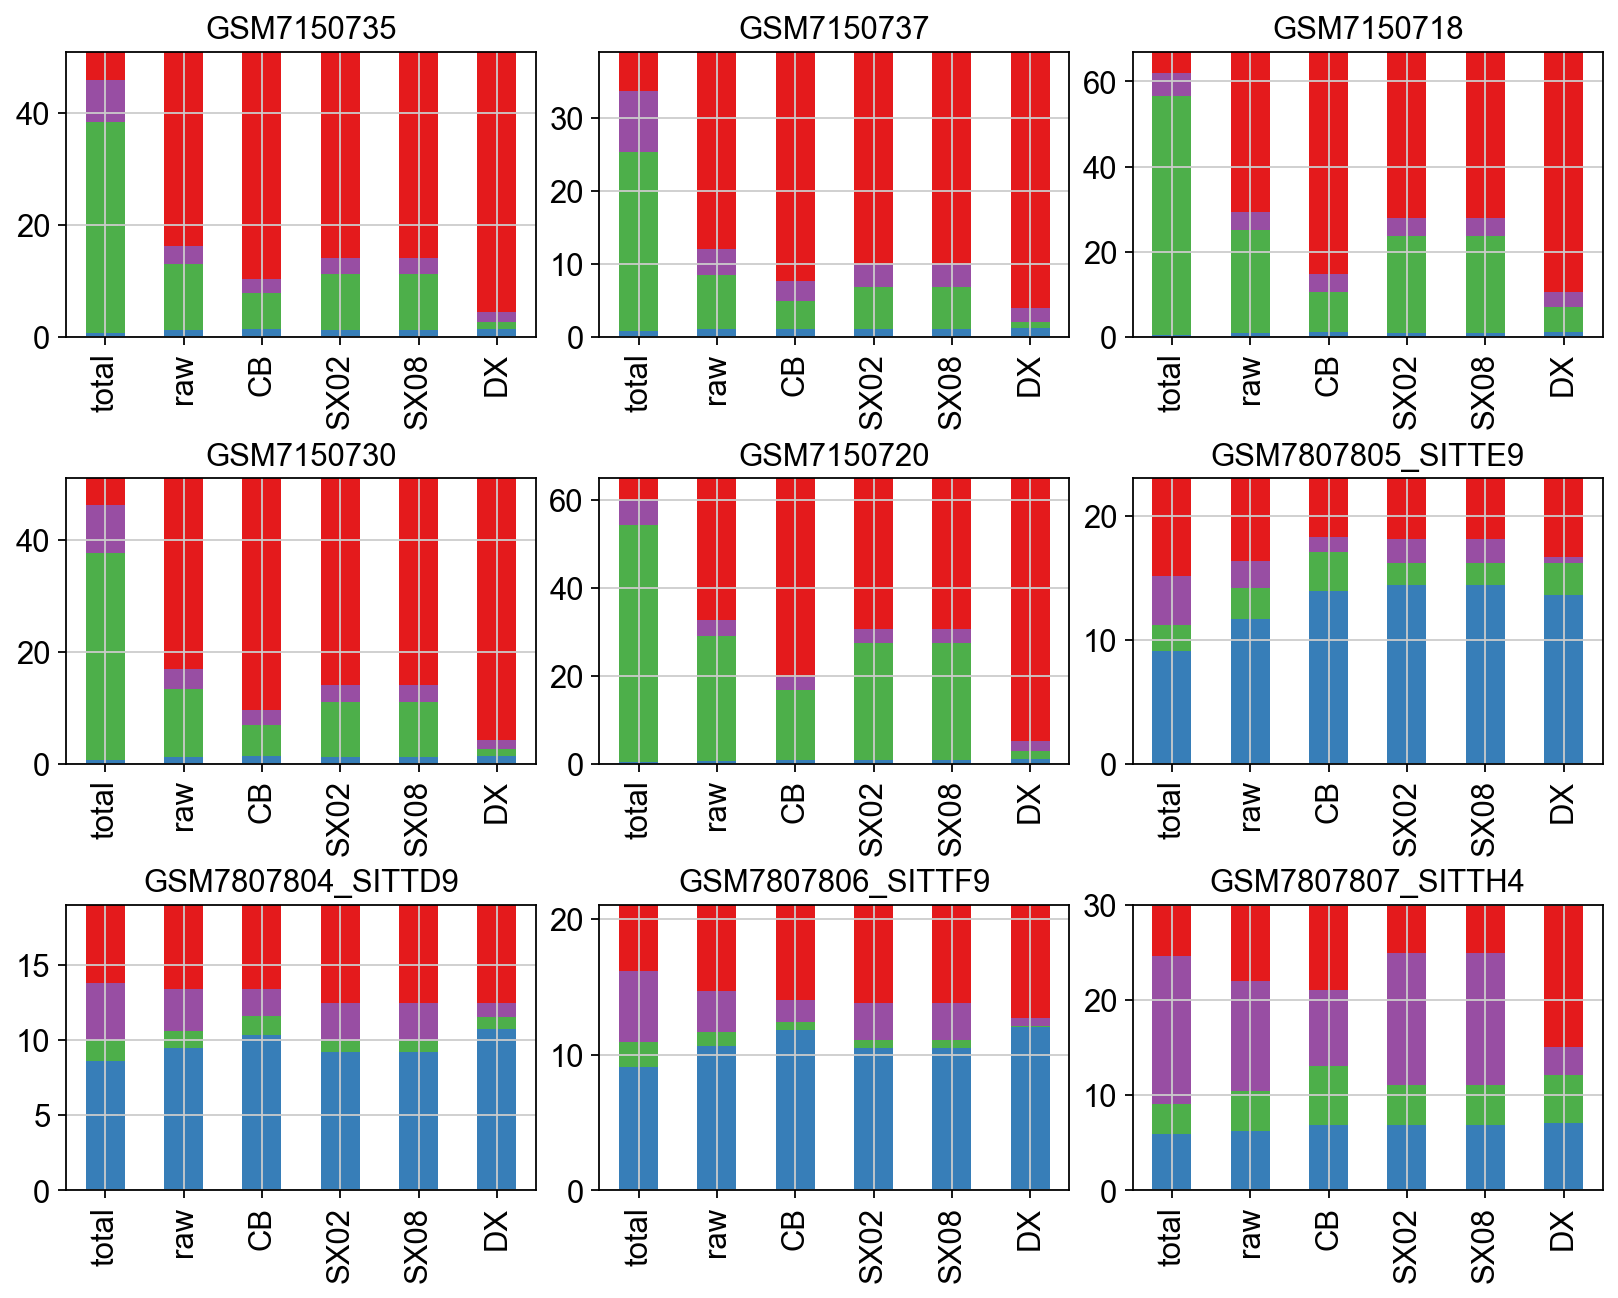 GSM7150735 GSM7150737 GSM7150718
40 30 60
20 20 40
10 20
0 0 0
total raw CB SX02 SX08 DX total raw CB SX02 SX08 DX total raw CB SX02 SX08 DX
GSM7150730 GSM7150720 GSM7807805_SITTE9
40 60 20
20 40 10
20
0 0 0
total raw CB SX02 SX08 DX total raw CB SX02 SX08 DX total raw CB SX02 SX08 DX
GSM7807804_SITTD9 GSM7807806_SITTF9 GSM7807807_SITTH4
15 20 30
10 10 20
5 10
0 0 0
total raw CB SX02 SX08 DX total raw CB SX02 SX08 DX total raw CB SX02 SX08 DX